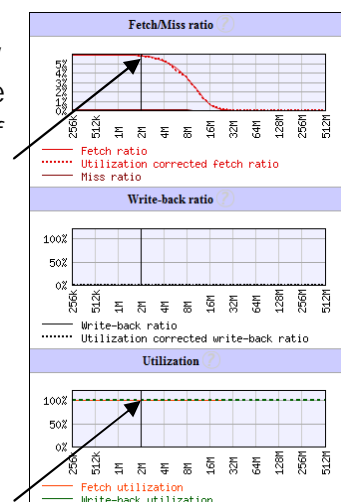 Fetch/Miss ratio ?
5%
4%
3%
2%
1%
0%
256k 512k 1M 2M 4M 8M 16M 32M 64M 128M 256M 512M
Fetch ratio
Utilization corrected fetch ratio
Miss ratio
Write-back ratio ?
100%
50%
0%
256k 512k 1M 2M 4M 8M 16M 32M 64M 128M 256M 512M
Write-back ratio
Utilization corrected write-back ratio
Utilization ?
100%
50%
0%
256k 512k 1M 2M 4M 8M 16M 32M 64M 128M 256M 512M
Fetch utilization
Write-back utilization